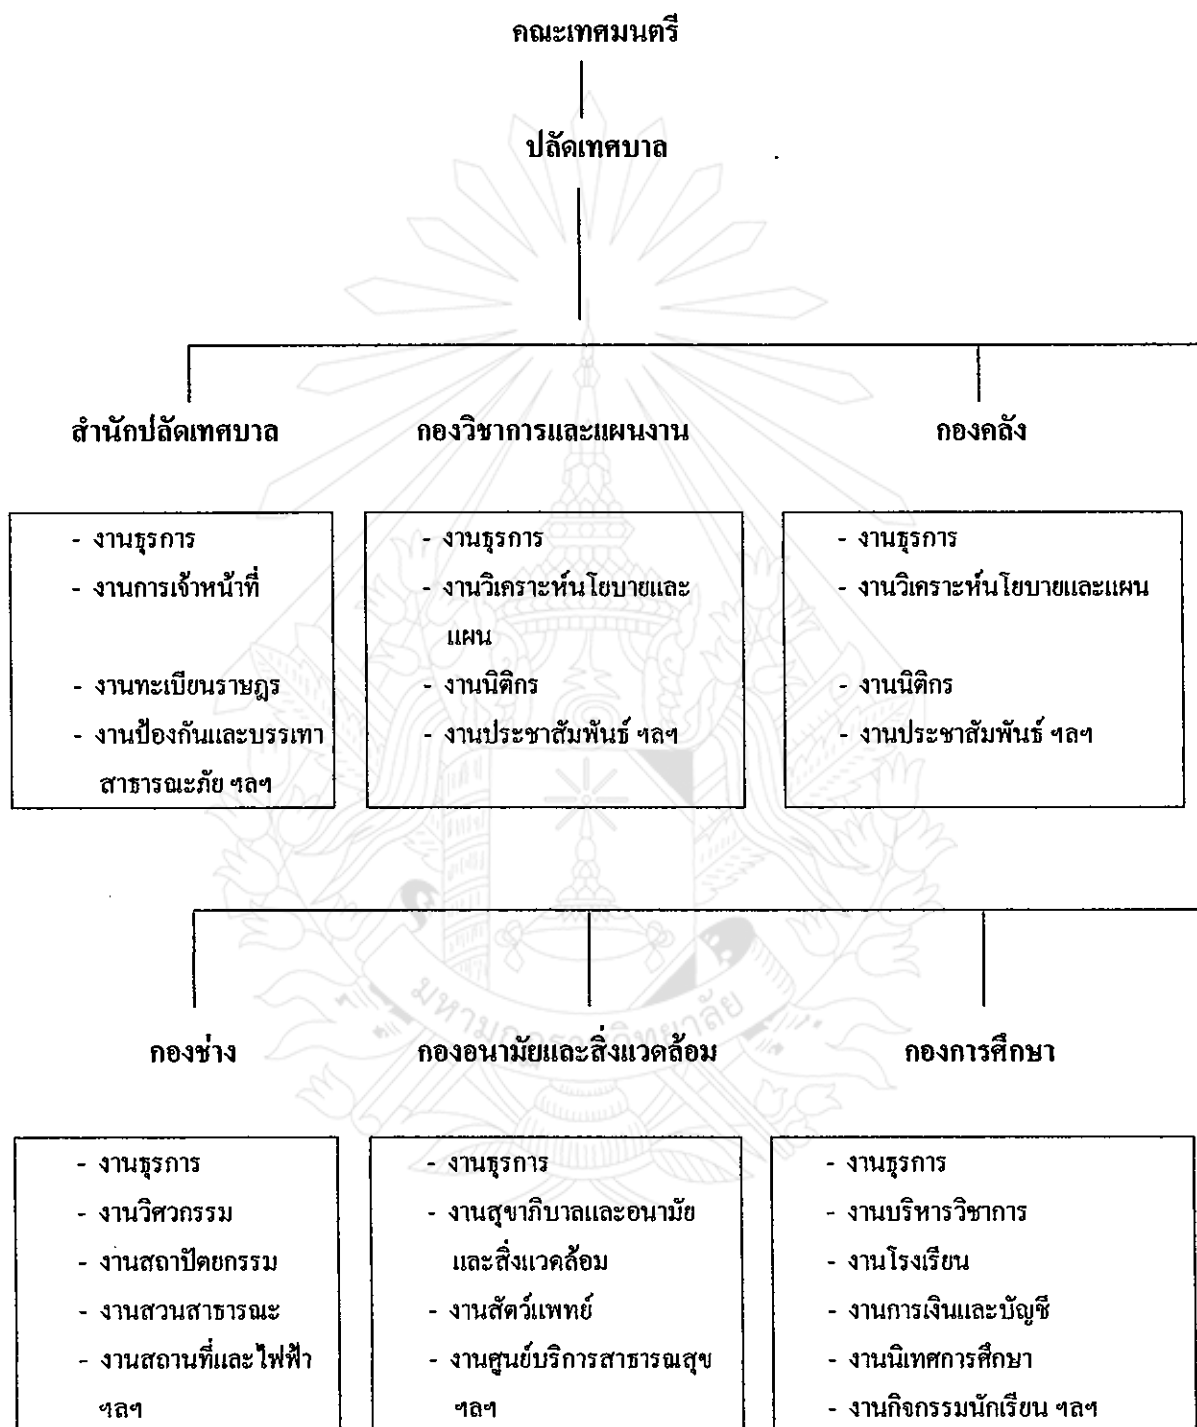 คณะเทศมนตรี
ปลัดเทศบาล
สำนักปลัดเทศบาล
กองวิชาการและแผนงาน
กองคลัง
- งานธุรการ
- งานการเจ้าหน้าที่
- งานทะเบียนราษฎร
- งานป้องกันและบรรเทา
สาธารณะภัย ฯลฯ
- งานธุรการ
- งานวิเคราะห์นโยบายและ
แผน
- งานนิติกร
- งานประชาสัมพันธ์ ฯลฯ
- งานธุรการ
- งานวิเคราะห์นโยบายและแผน
- งานนิติกร
- งานประชาสัมพันธ์ ฯลฯ
กองช่าง
กองอนามัยและสิ่งแวดล้อม
กองการศึกษา
- งานธุรการ
- งานวิศวกรรม
- งานสถาปัตยกรรม
- งานสวนสาธารณะ
- งานสถานที่และไฟฟ้า
ฯลฯ
- งานธุรการ
- งานสุขาภิบาลและอนามัย
และสิ่งแวดล้อม
- งานสัตว์แพทย์
- งานศูนย์บริการสาธารณสุข
ฯลฯ
- งานธุรการ
- งานบริหารวิชาการ
- งานโรงเรียน
- งานการเงินและบัญชี
- งานนิเทศการศึกษา
- งานกิจกรรมนักเรียน ฯลฯ
มหามกุฏราชวิทยาลัย